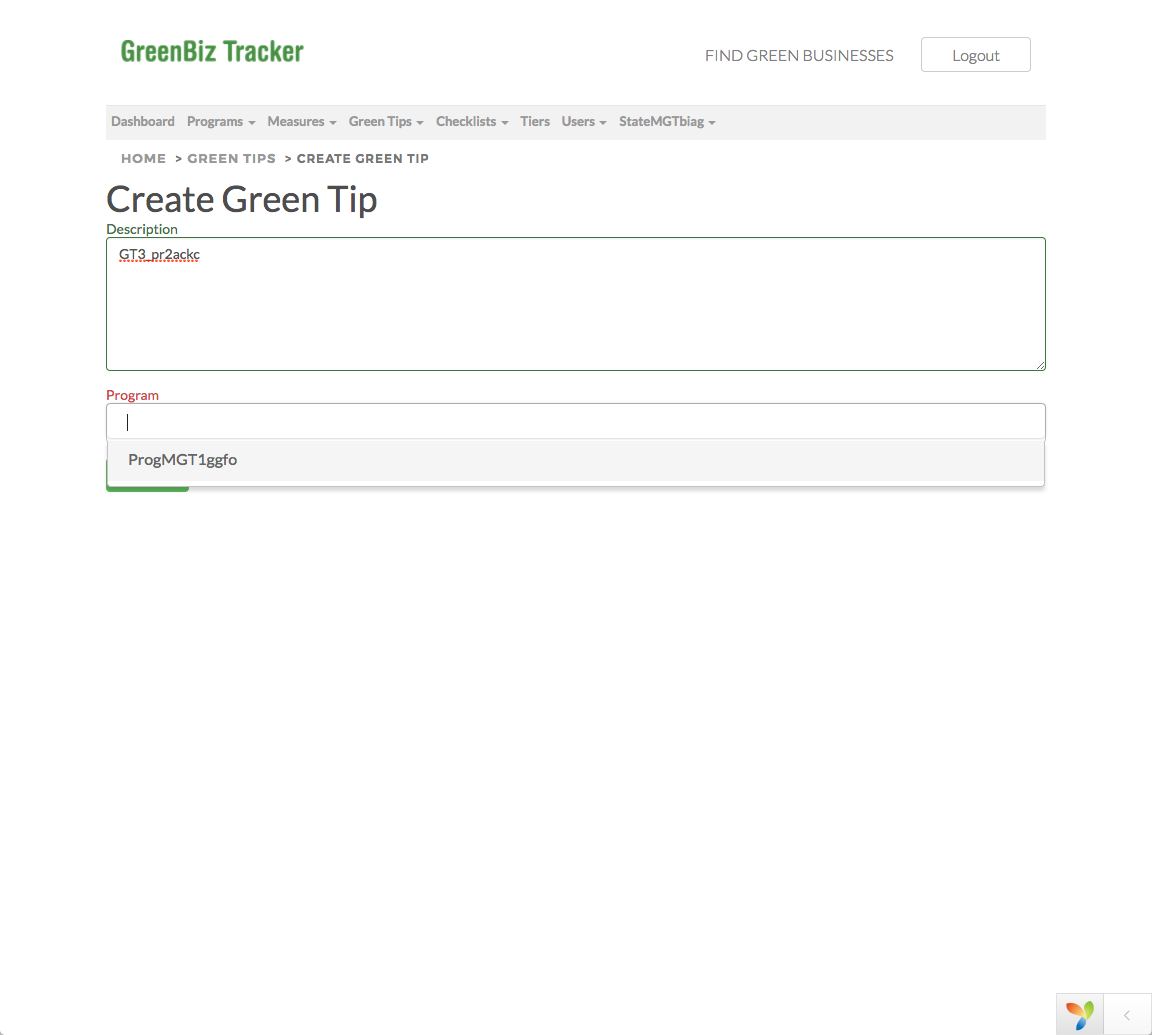 GreenBiz Tracker
FIND GREEN BUSINESSES
Logout
Dashboard Programs Measures Green Tips Checklists Tiers Users StateMGTbiag
HOME > GREEN TIPS > CREATE GREEN TIP
Create Green Tip
Description
GT3_pr2ackc
Program
ProgMGT1ggfo